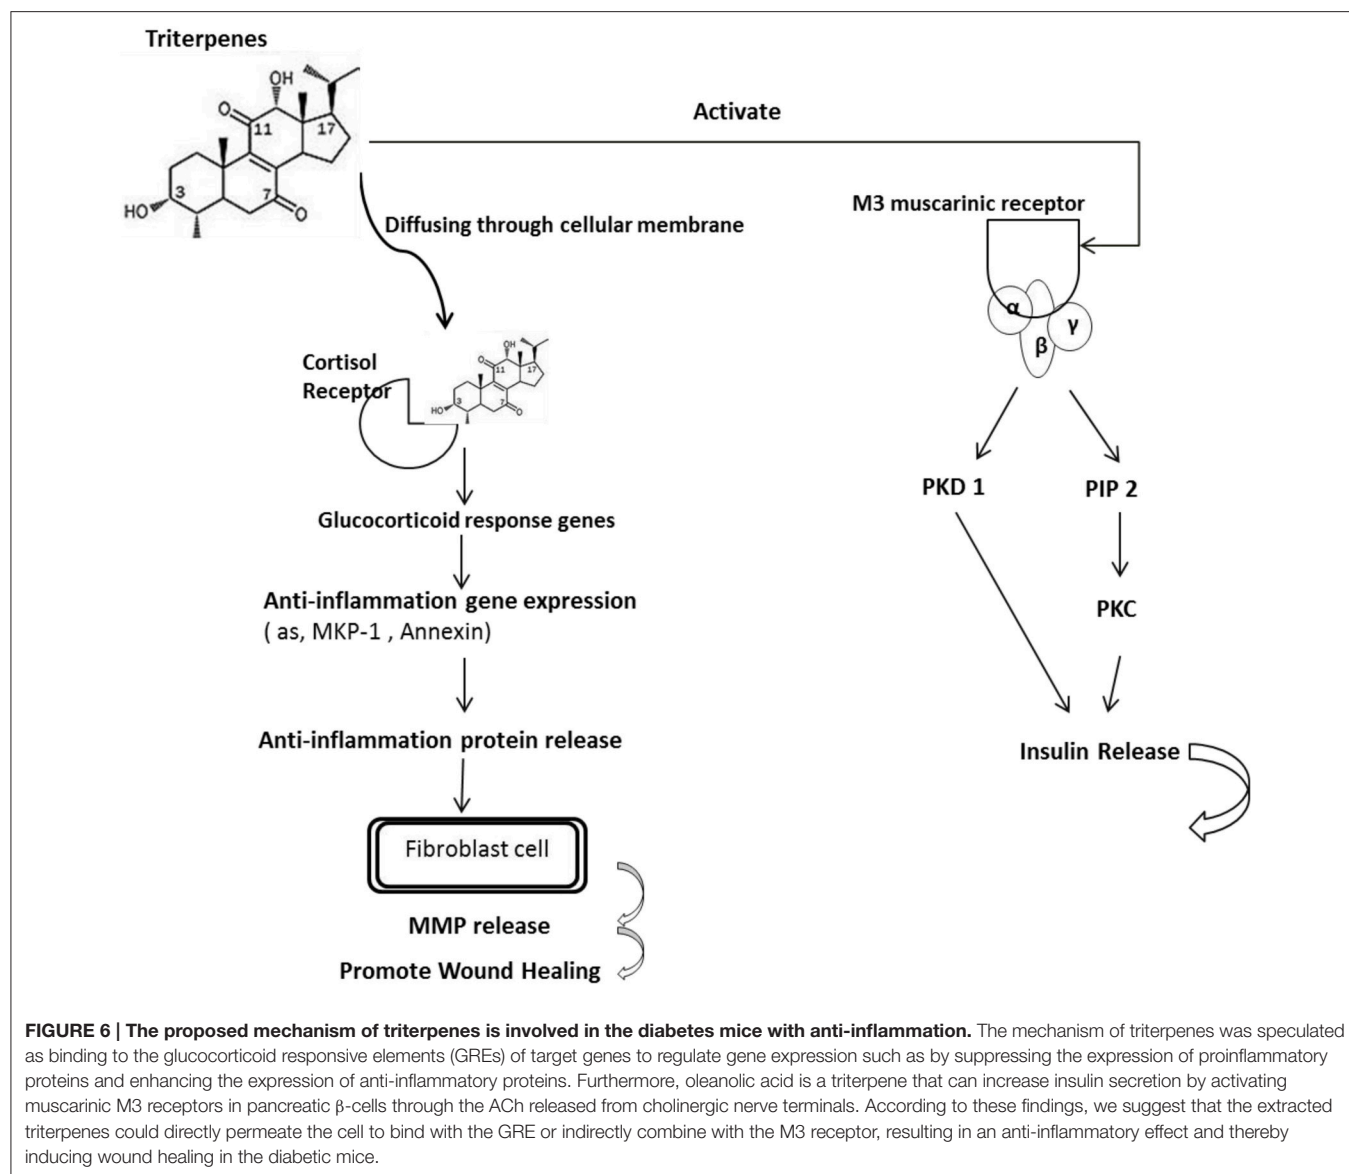 Triterpenes
OH
O
11
17
3
7
HO
O
Activate
M3 muscarinic receptor
Diffusing through cellular membrane
α
γ
β
Cortisol
Receptor
OH
O
11
17
3
7
HO
O
PKD 1
PIP 2
Glucocorticoid response genes
Anti-inflammation gene expression
( as, MKP-1 , Annexin)
PKC
Anti-inflammation protein release
Insulin Release
Fibroblast cell
MMP release
Promote Wound Healing
FIGURE 6 | The proposed mechanism of triterpenes is involved in the diabetes mice with anti-inflammation. The mechanism of triterpenes was speculated
as binding to the glucocorticoid responsive elements (GREs) of target genes to regulate gene expression such as by suppressing the expression of proinflammatory
proteins and enhancing the expression of anti-inflammatory proteins. Furthermore, oleanolic acid is a triterpene that can increase insulin secretion by activating
muscarinic M3 receptors in pancreatic β-cells through the ACh released from cholinergic nerve terminals. According to these findings, we suggest that the extracted
triterpenes could directly permeate the cell to bind with the GRE or indirectly combine with the M3 receptor, resulting in an anti-inflammatory effect and thereby
inducing wound healing in the diabetic mice.